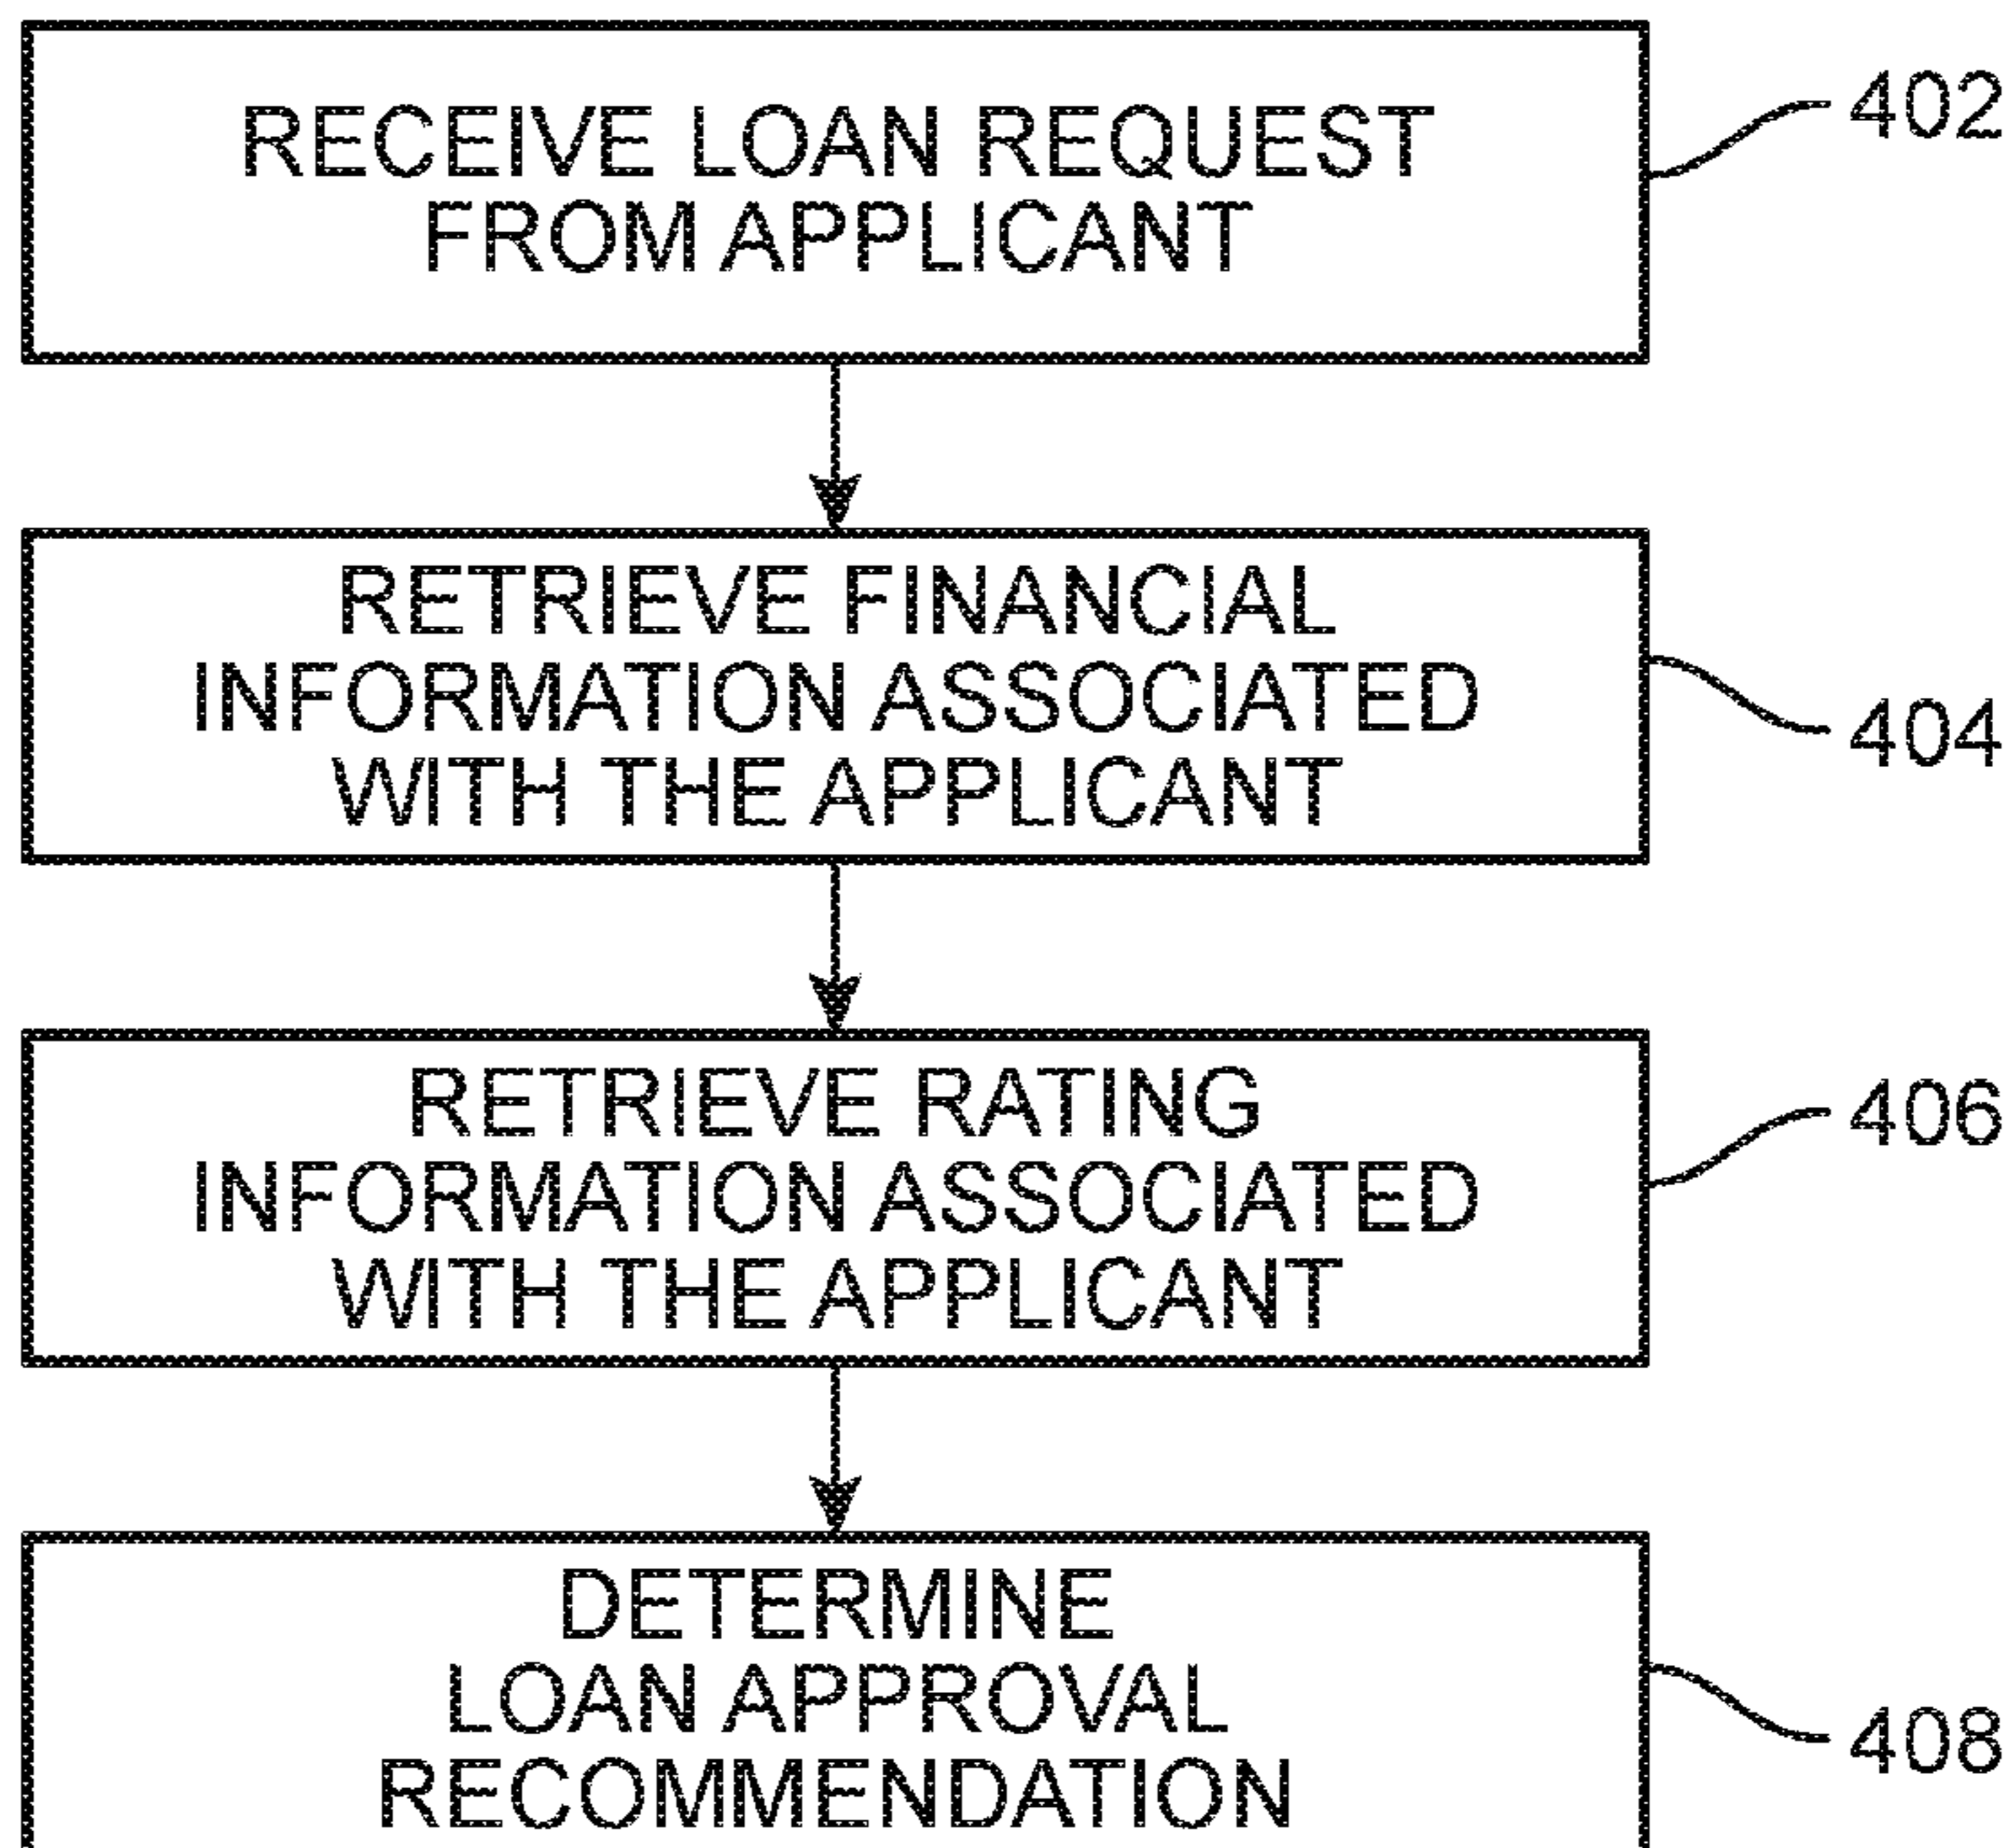 RECEIVE LOAN REQUEST
FROM APPLICANT
402
RETRIEVE FINANCIAL
INFORMATION ASSOCIATED
WITH THE APPLICANT
404
RETRIEVE RATING
INFORMATION ASSOCIATED
WITH THE APPLICANT
406
DETERMINE
LOAN APPROVAL
RECOMMENDATION
408